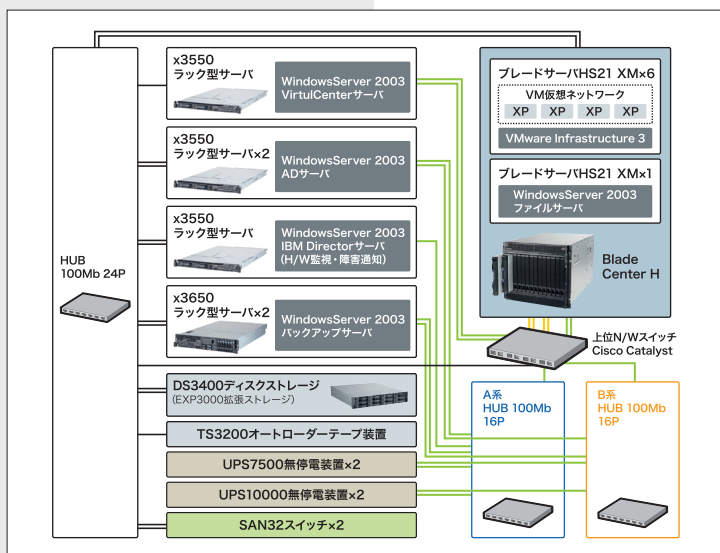 HUB
100Mb 24P
x3550
ラック型サーバ
WindowsServer 2003
VirtulCenterサーバ
x3550
ラック型サーバ×2
WindowsServer 2003
ADサーバ
x3550
ラック型サーバ
WindowsServer 2003
IBM Directorサーバ
(H/W監視・障害通知)
x3650
ラック型サーバ×2
WindowsServer 2003
バックアップサーバ
DS3400ディスクストレージ
(EXP3000拡張ストレージ)
TS3200オートローダーテープ装置
UPS7500無停電装置×2
UPS10000無停電装置×2
SAN32スイッチ×2
ブレードサーバHS21 XM×6
VM仮想ネットワーク
XP XP XP XP
VMware Infrastructure 3
ブレードサーバHS21 XM×1
WindowsServer 2003
ファイルサーバ
Blade
Center H
上位N/Wスイッチ
Cisco Catalyst
A系
HUB 100Mb
16P
B系
HUB 100Mb
16P